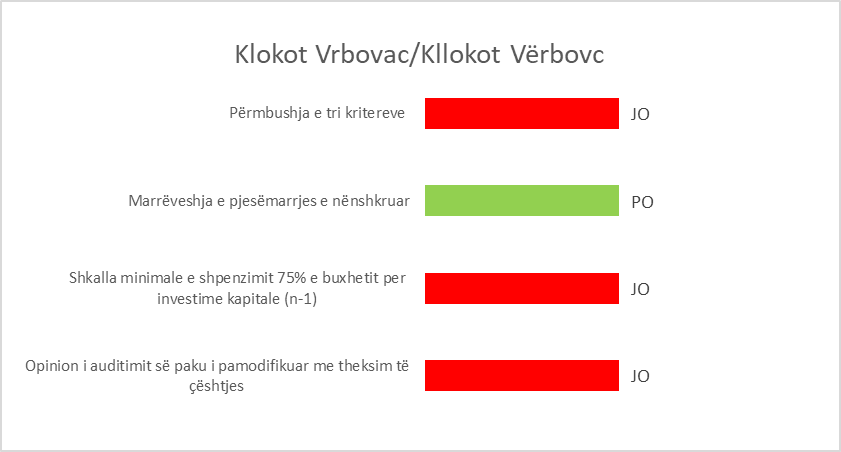 Klokot Vrbovac/Kllokot Vërbovc
Përmbushja e tri kritereve
JO
Marrëveshja e pjesëmarrjes e nënshkruar
PO
Shkalla minimale e shpenzimit 75% e buxhetit per
investime kapitale (n-1)
JO
Opinion i auditimit së paku i pamodifikuar me theksim të
çështjes
JO